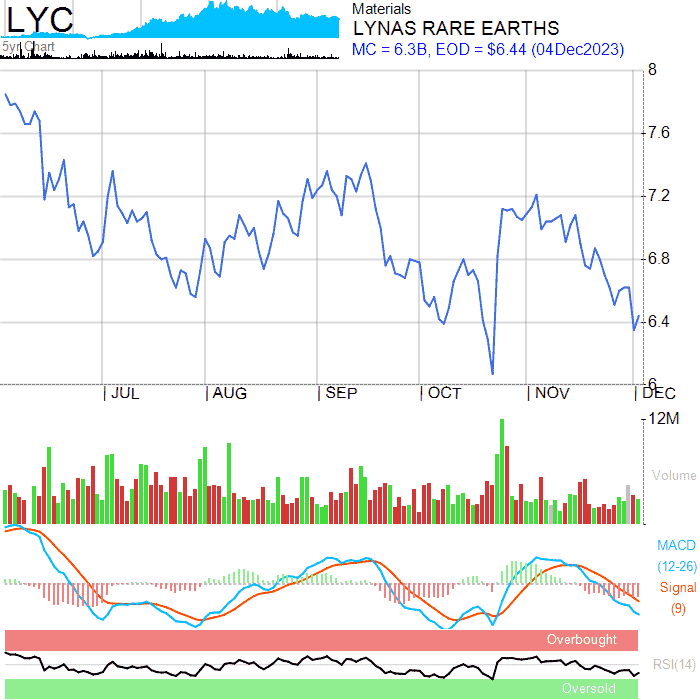 LYC
5yr Chart
Materials
LYNAS RARE EARTHS
MC = 6.3B, EOD = $6.44 (04Dec2023)
8
7.6
7.2
6.8
6.4
6
JUL
AUG
SEP
OCT
NOV
DEC
12M
Volume
MACD
(12-26)
Signal
(9)
Overbought
RSI(14)
Oversold